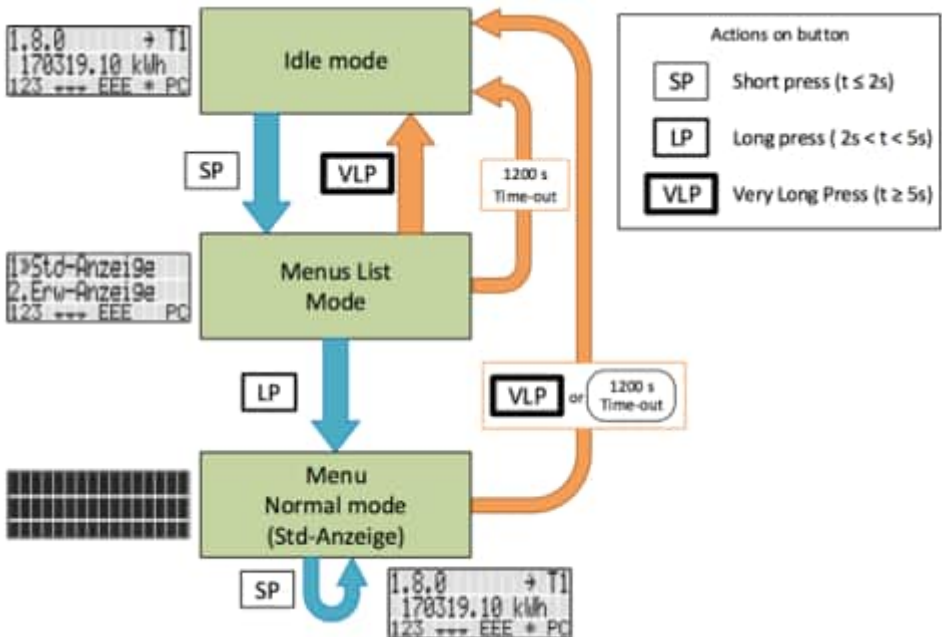 1.8.0 → T1
170319.10 kWh
123 EEE * PC
Idle mode
Actions on button
SP Short press (t ≤ 2s)
LP Long press ( 2s < t < 5s)
VLP Very Long Press (t ≥ 5s)
SP
VLP
1200 s
Time-out
1»Std-Anzeige
2.Erw-Anzeige
123 EEE PC
Menus List
Mode
LP
VLP or 1200 s
Time-out
Menu
Normal mode
(Std-Anzeige)
SP
1.8.0 → T1
170319.10 kWh
123 EEE * PC